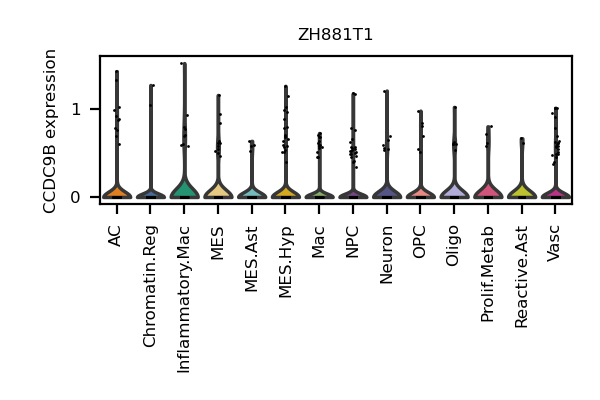 ZH881T1
CCDC9B expression
1
0
AC
Chromatin.Reg
Inflammatory.Mac
MES
MES.Ast
MES.Hyp
Mac
NPC
Neuron
OPC
Oligo
Prolif.Metab
Reactive.Ast
Vasc